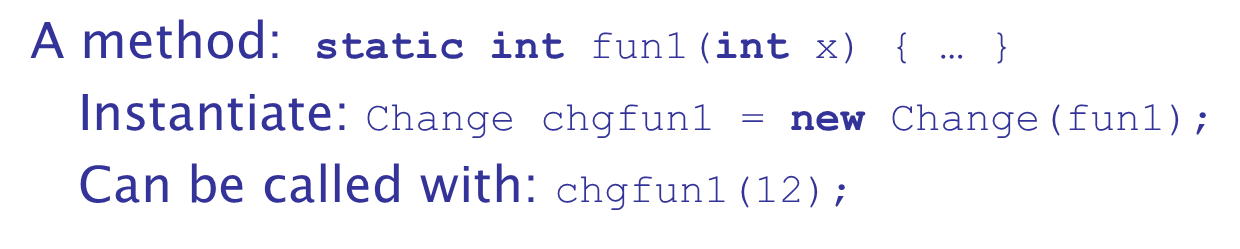 A method: static int fun1(int x) { … }
Instantiate: Change chgfun1 = new Change(fun1);
Can be called with: chgfun1(12);